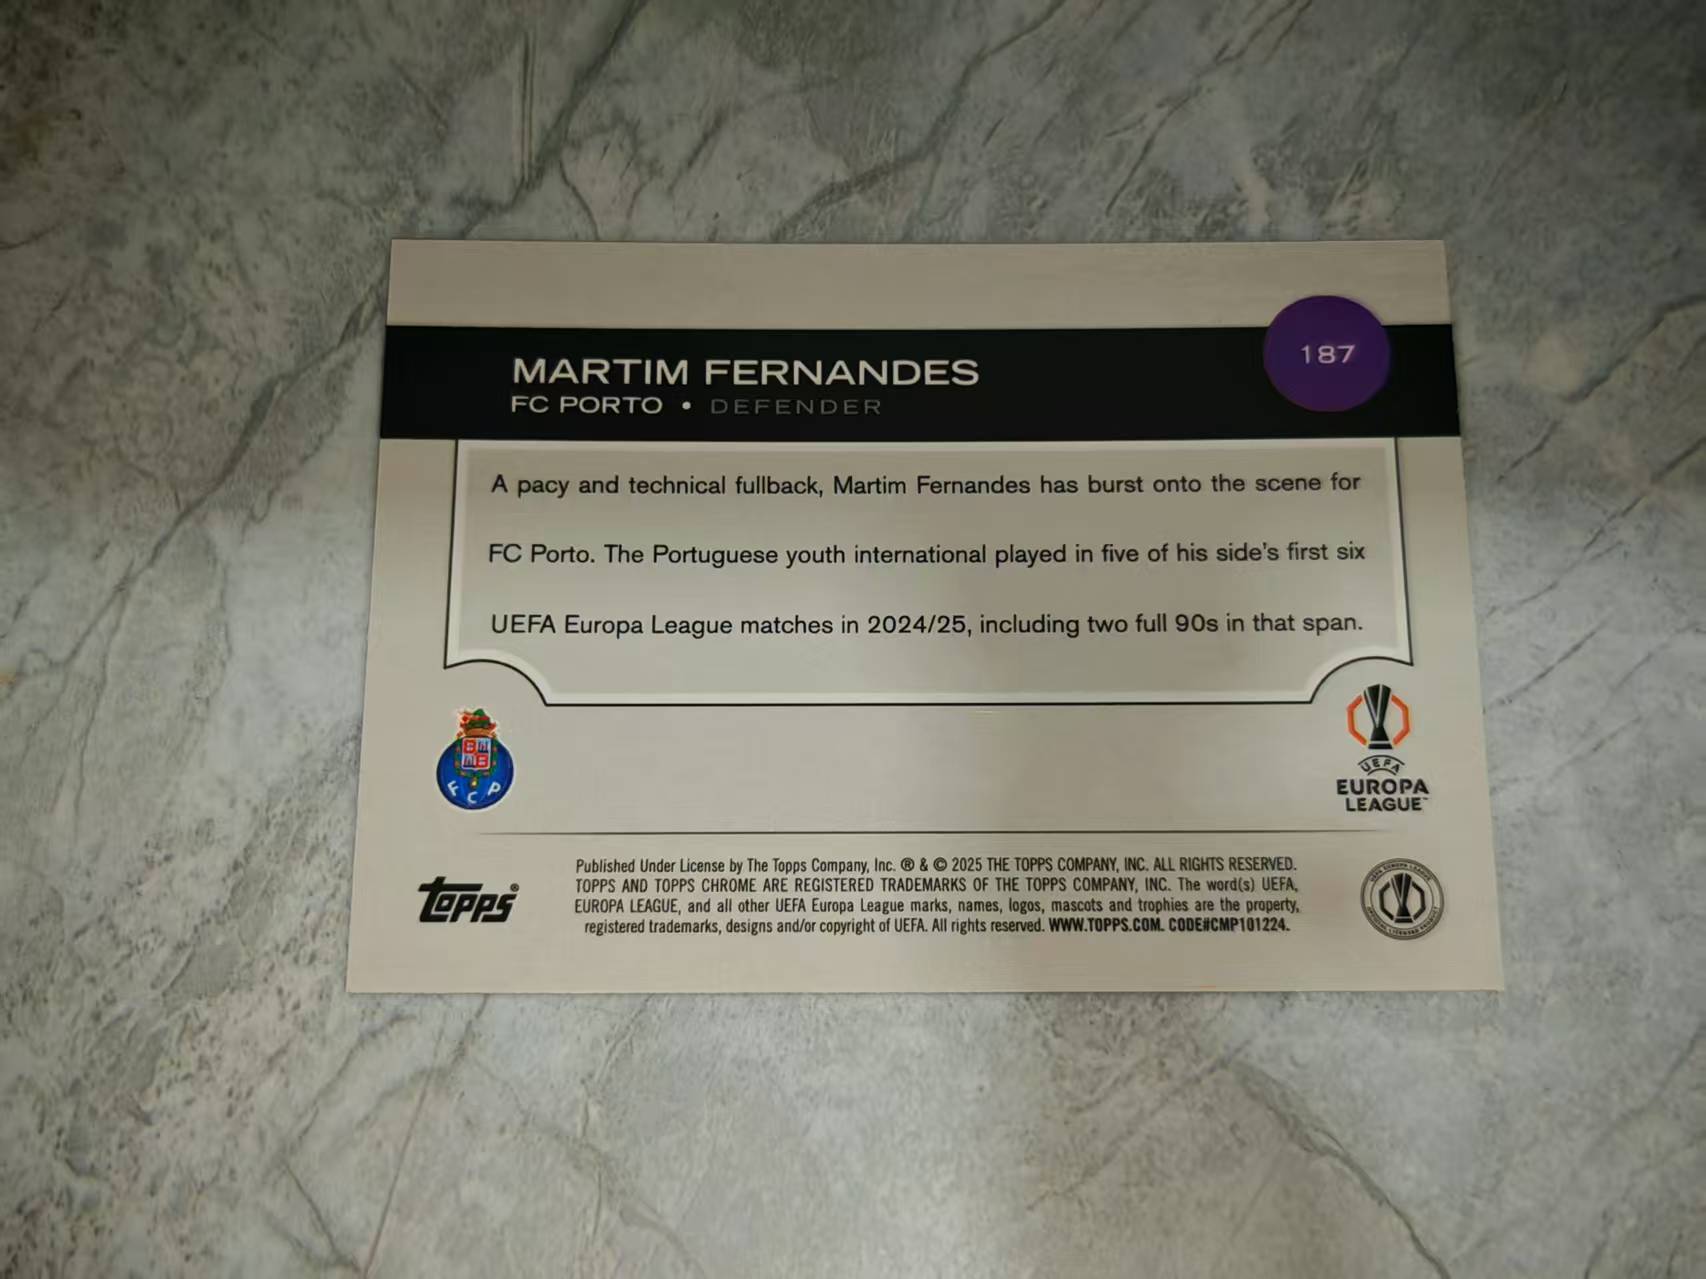 187
MARTIM FERNANDES
FC PORTO • DEFENDER
A pacy and technical fullback, Martim Fernandes has burst onto the scene for
FC Porto. The Portuguese youth international played in five of his side's first six
UEFA Europa League matches in 2024/25, including two full 90s in that span.
FCP
UEFA
EUROPA
LEAGUE™
topps®
Published Under License by The Topps Company, Inc. ® & © 2025 THE TOPPS COMPANY, INC. ALL RIGHTS RESERVED.
TOPPS AND TOPPS CHROME ARE REGISTERED TRADEMARKS OF THE TOPPS COMPANY, INC. The word(s) UEFA,
EUROPA LEAGUE, and all other UEFA Europa League marks, names, logos, mascots and trophies are the property,
registered trademarks, designs and/or copyright of UEFA. All rights reserved. WWW.TOPPS.COM. CODE#CMP101224.